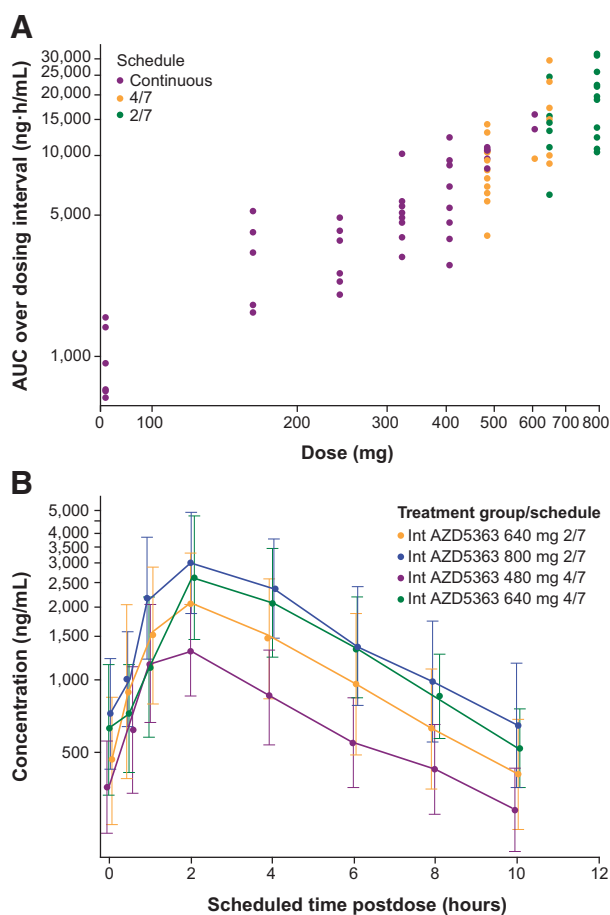 A
AUC over dosing interval (ng·h/mL)
30,000
25,000
20,000
15,000
10,000
5,000
1,000
Schedule
Continuous
4/7
2/7
0 100 200 300 400 500 600 700 800
Dose (mg)
B
Concentration (ng/mL)
5,000
4,000
3,500
3,000
2,500
2,000
1,500
1,000
500
Treatment group/schedule
Int AZD5363 640 mg 2/7
Int AZD5363 800 mg 2/7
Int AZD5363 480 mg 4/7
Int AZD5363 640 mg 4/7
0 2 4 6 8 10 12
Scheduled time postdose (hours)